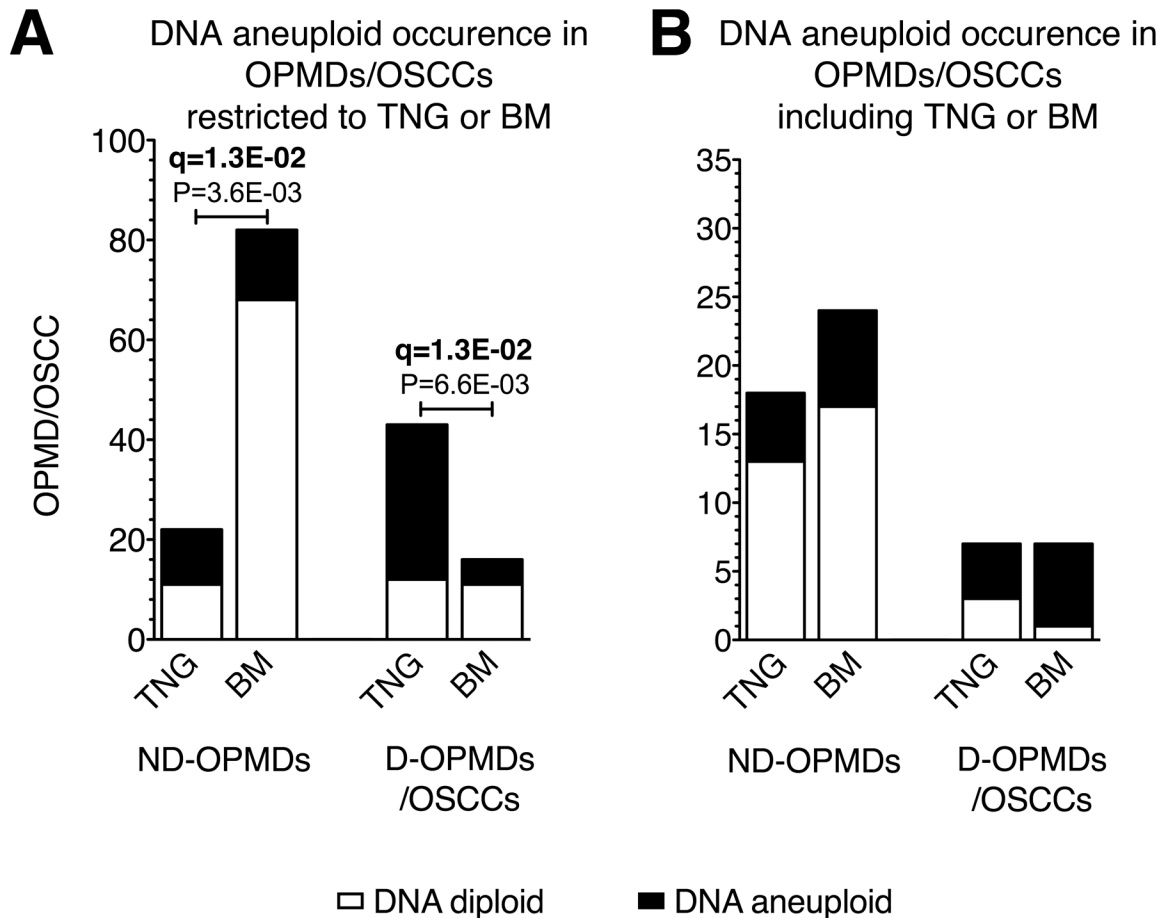 A
DNA aneuploid occurence in
OPMDs/OSCCs
restricted to TNG or BM
100
80
60
40
20
0
OPMD/OSCC
q=1.3E-02
P=3.6E-03
q=1.3E-02
P=6.6E-03
TNG
BM
TNG
BM
ND-OPMDs
D-OPMDs
/OSCCs
B
DNA aneuploid occurence in
OPMDs/OSCCs
including TNG or BM
35
30
25
20
15
10
5
0
TNG
BM
TNG
BM
ND-OPMDs
D-OPMDs
/OSCCs
DNA diploid
DNA aneuploid